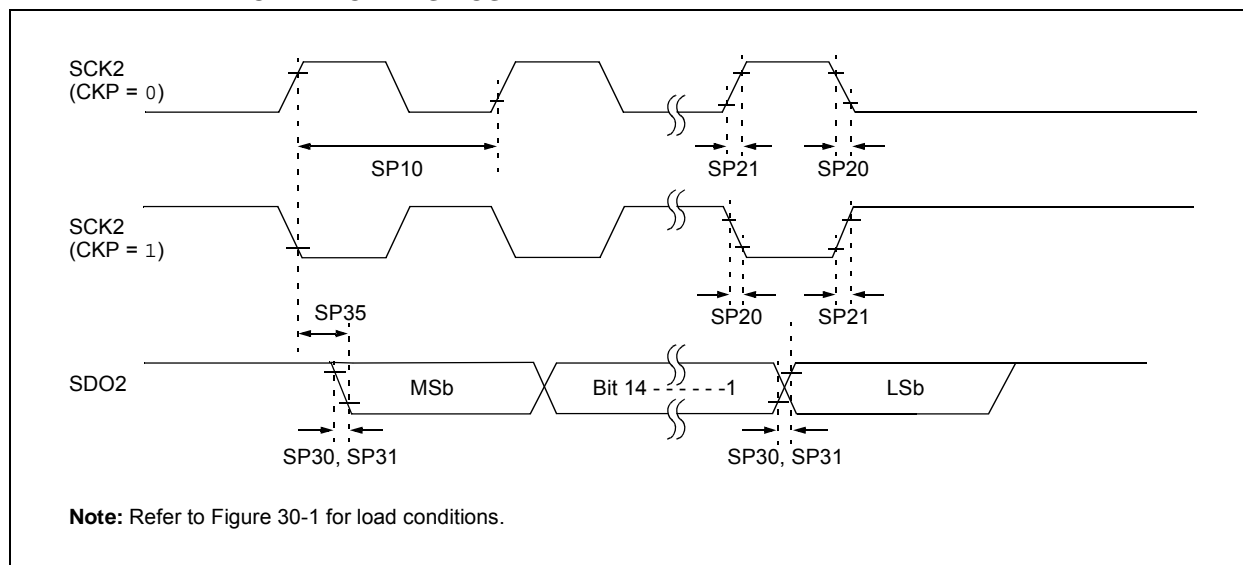 SCK2
(CKP = 0)
SP10
SP21
SP20
SCK2
(CKP = 1)
SP35
SP20
SP21
SDO2
MSb
Bit 14 - - - - - -1
LSb
SP30, SP31
SP30, SP31
Note: Refer to Figure 30-1 for load conditions.